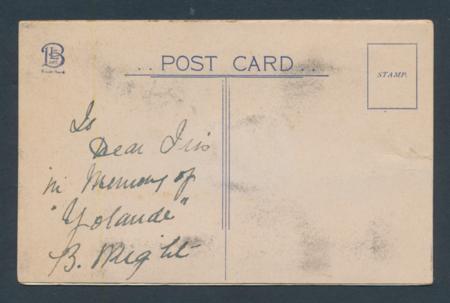 POST CARD
STAMP.
To
Dear Iris
in Memory of
"Yolande"
B. Wright